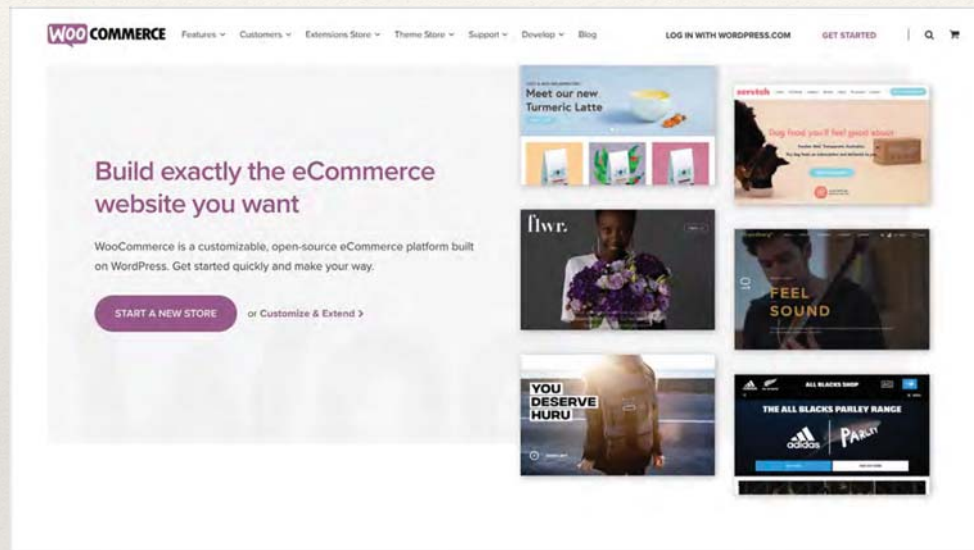 WOO COMMERCE
Features Customers Extensions Store Theme Store Support Develop Blog LOG IN WITH WORDPRESS.COM GET STARTED
Build exactly the eCommerce
website you want
WooCommerce is a customizable, open-source eCommerce platform built
on WordPress. Get started quickly and make your way.
START A NEW STORE or Customize & Extend >
Meet our new
Turmeric Latte
scratch
Dog food you'll feel great about
flwr.
FEEL
SOUND
YOU
DESERVE
HURU
ALL BLACKS SHOP
THE ALL BLACKS PARLEY RANGE
adidas PARLEY